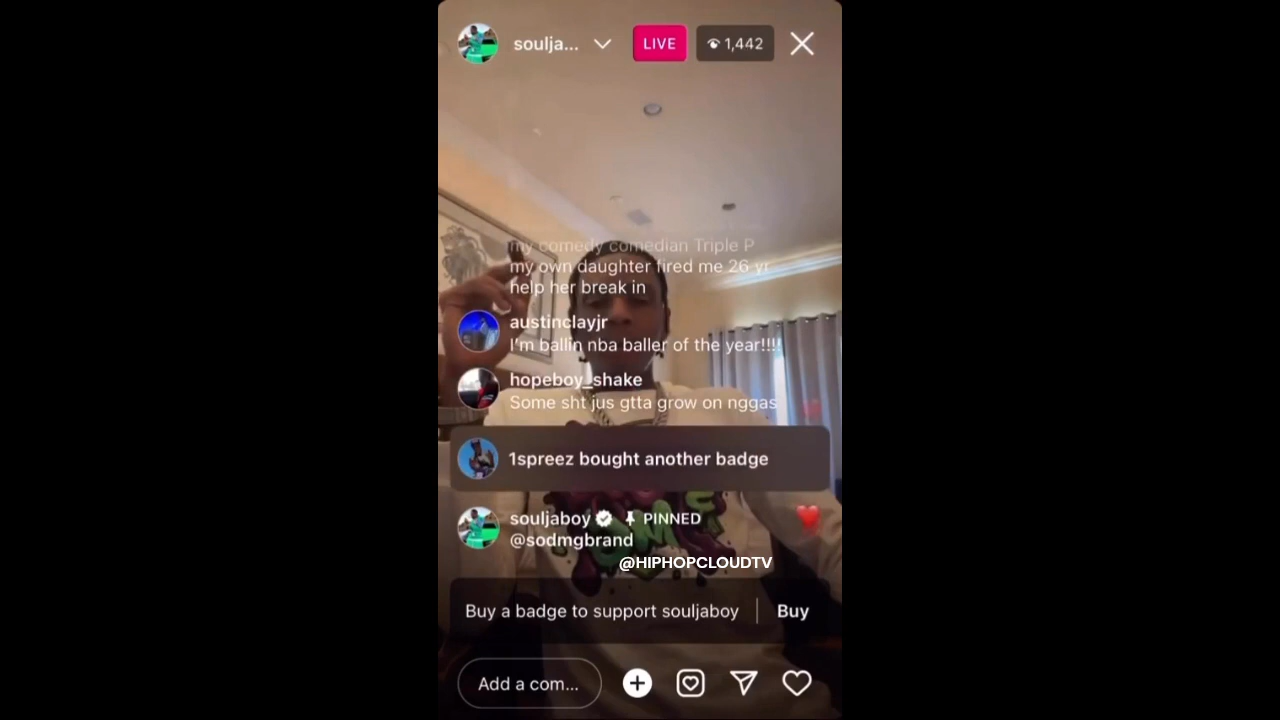 soulja...
LIVE
1,442
my comedy comedian Triple P
my own daughter fired me 26 yr
help her break in
austinclayjr
I'm ballin nba baller of the year!!!!
hopeboy_shake
Some sht jus gtta grow on nggas
1spreez bought another badge
souljaboy PINNED
@sodmgbrand
@HIPHOPCLOUDTV
Buy a badge to support souljaboy
Buy
Add a com...